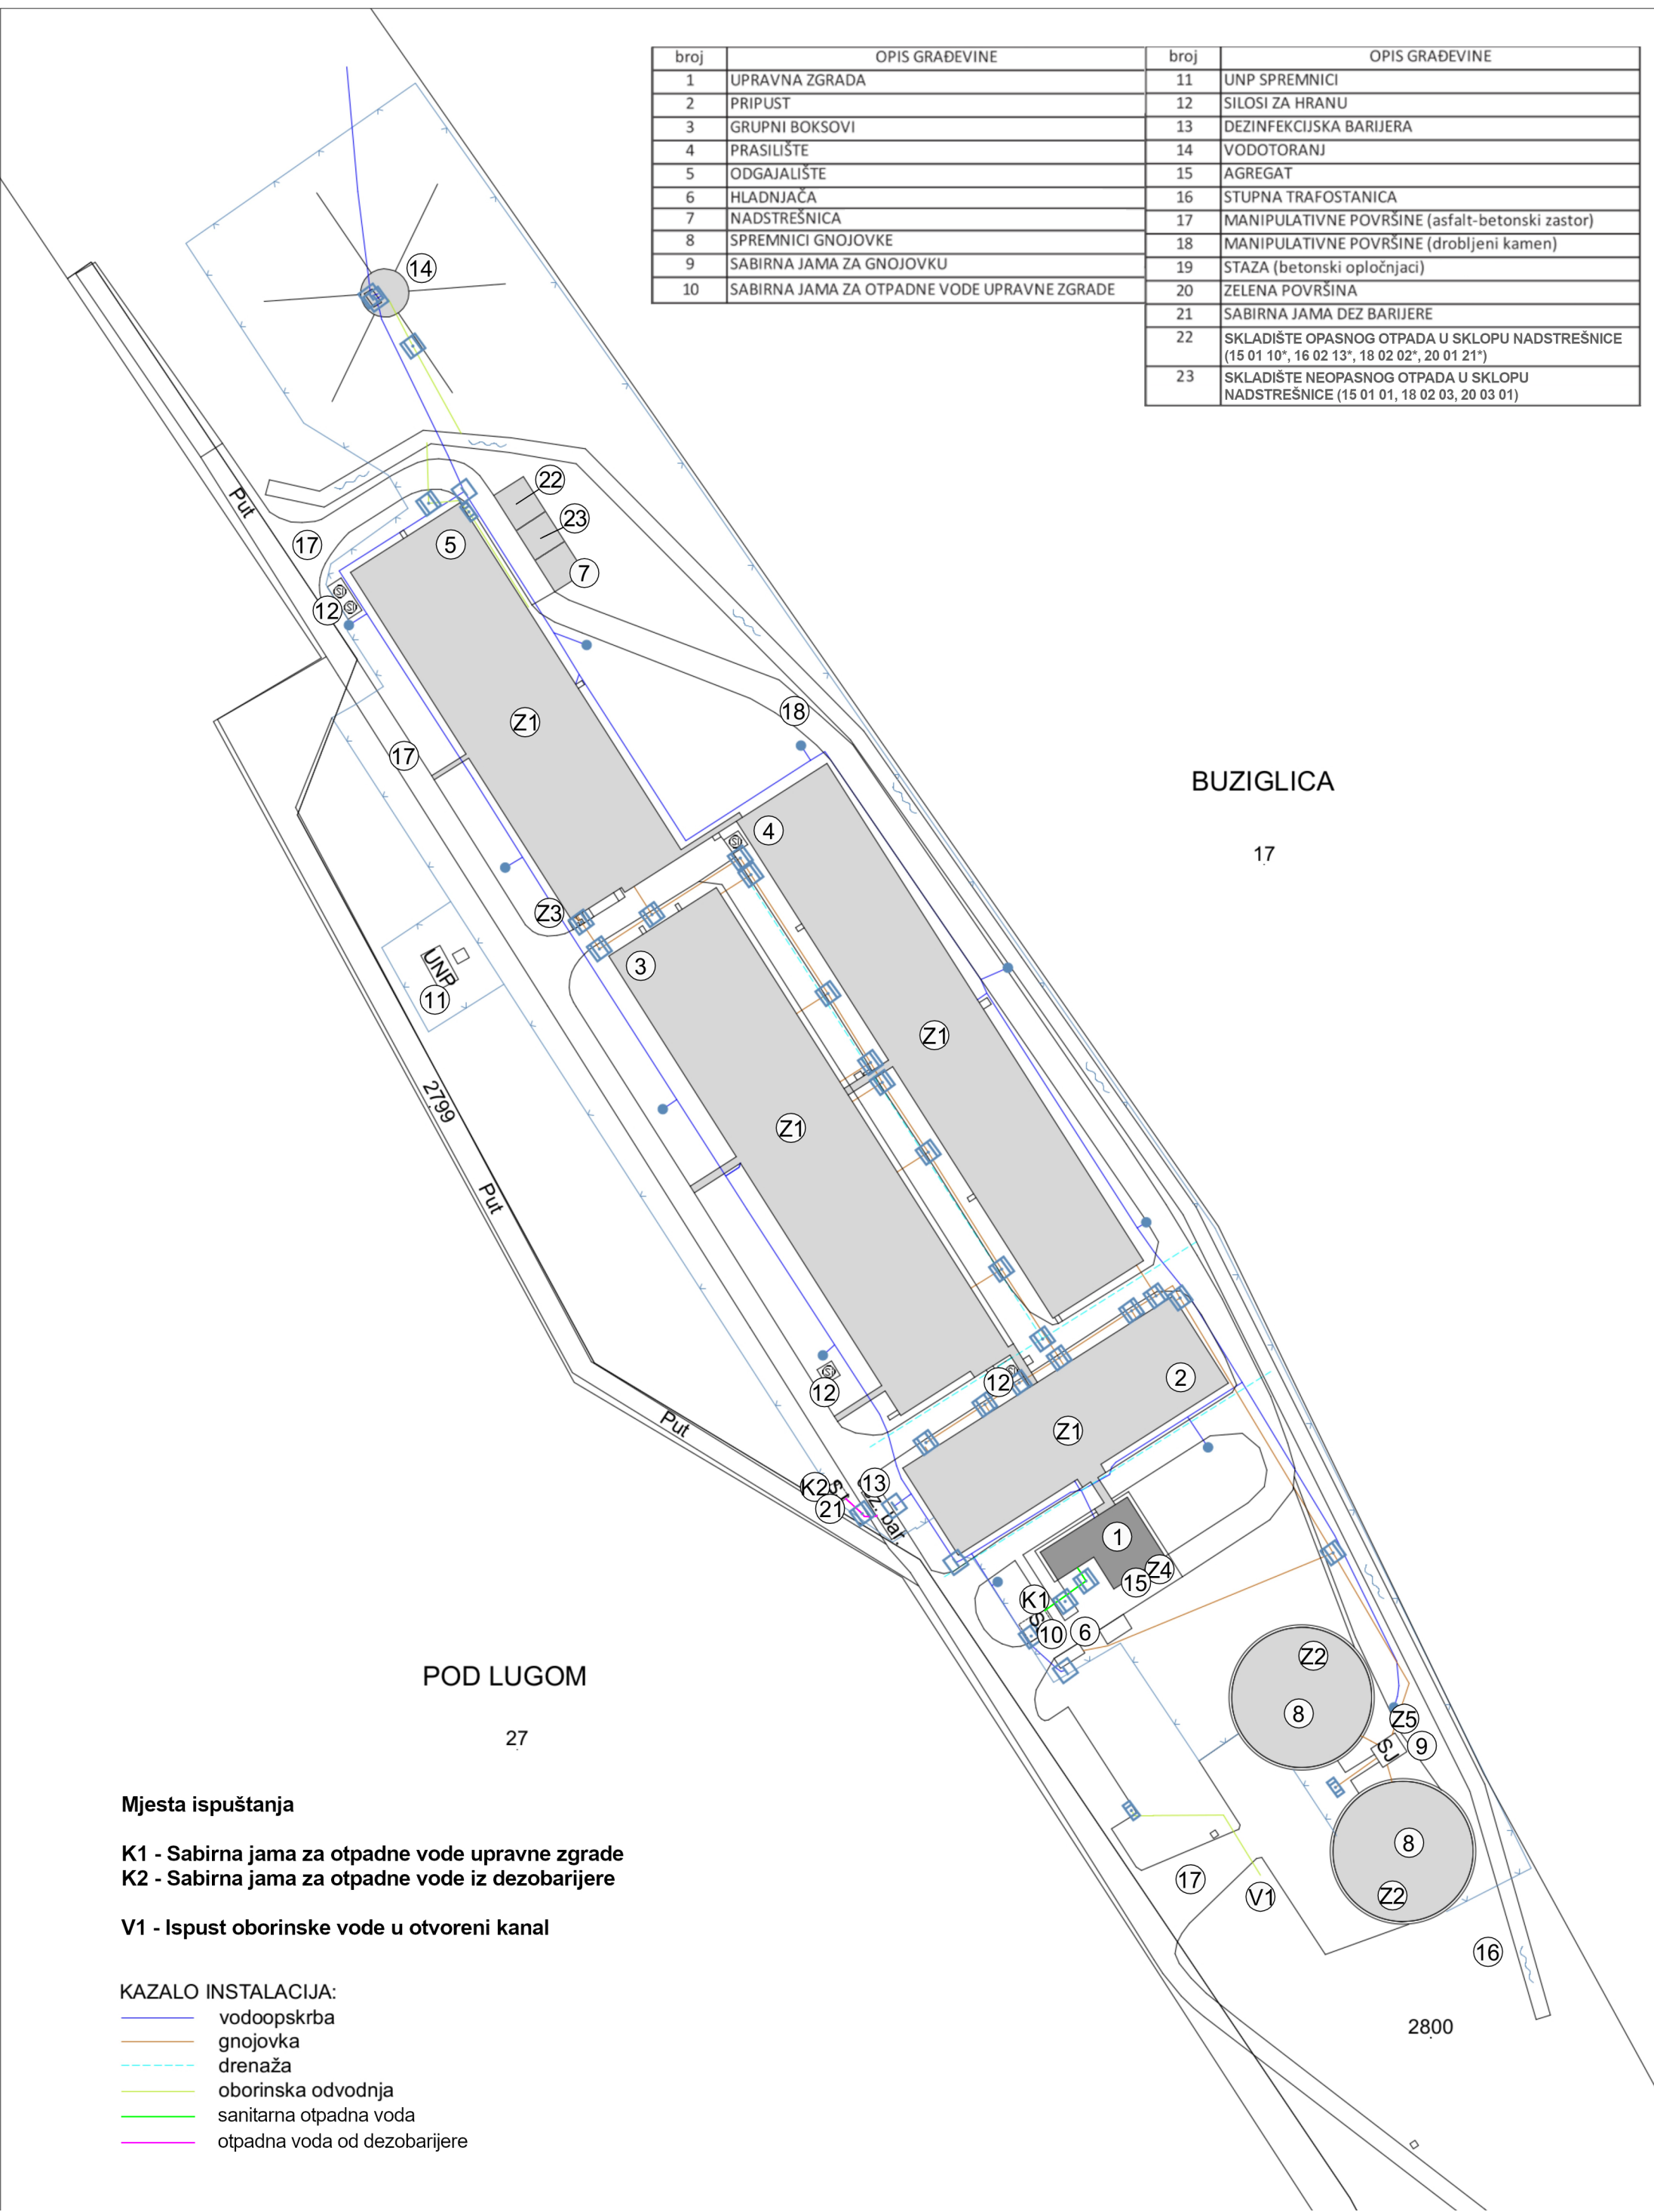 broj OPIS GRAĐEVINE
1 UPRAVNA ZGRADA
2 PRIPUST
3 GRUPNI BOKSOVI
4 PRASILIŠTE
5 ODGAJALIŠTE
6 HLADNJAČA
7 NADSTREŠNICA
8 SPREMNICI GNOJOVKE
9 SABIRNA JAMA ZA GNOJOVKU
10 SABIRNA JAMA ZA OTPADNE VODE UPRAVNE ZGRADE
broj OPIS GRAĐEVINE
11 UNP SPREMNICI
12 SILOSI ZA HRANU
13 DEZINFEKCIJSKA BARIJERA
14 VODOTORANJ
15 AGREGAT
16 STUPNA TRAFOSTANICA
17 MANIPULATIVNE POVRŠINE (asfalt-betonski zastor)
18 MANIPULATIVNE POVRŠINE (drobljeni kamen)
19 STAZA (betonski opločnjaci)
20 ZELENA POVRŠINA
21 SABIRNA JAMA DEZ BARIJERE
22 SKLADIŠTE OPASNOG OTPADA U SKLOPU NADSTREŠNICE
(15 01 10*, 16 02 13*, 18 02 02*, 20 01 21*)
23 SKLADIŠTE NEOPASNOG OTPADA U SKLOPU
NADSTREŠNICE (15 01 01, 18 02 03, 20 03 01)
14
22
Put
23
17
5
7
12
18
Z1
17
BUZIGLICA
4
17
Z3
3
UNP
11
Z1
2799
Z1
Put
2
12
12
Put
Z1
K2
13
21
bar.
1
Z4
15
K1
10
6
POD LUGOM
Z2
8
27
Z5
9
SJ
8
17
V1
Z2
16
2800
Mjesta ispuštanja
K1 - Sabirna jama za otpadne vode upravne zgrade
K2 - Sabirna jama za otpadne vode iz dezobarijere
V1 - Ispust oborinske vode u otvoreni kanal
KAZALO INSTALACIJA:
vodoopskrba
gnojovka
drenaža
oborinska odvodnja
sanitarna otpadna voda
otpadna voda od dezobarijere